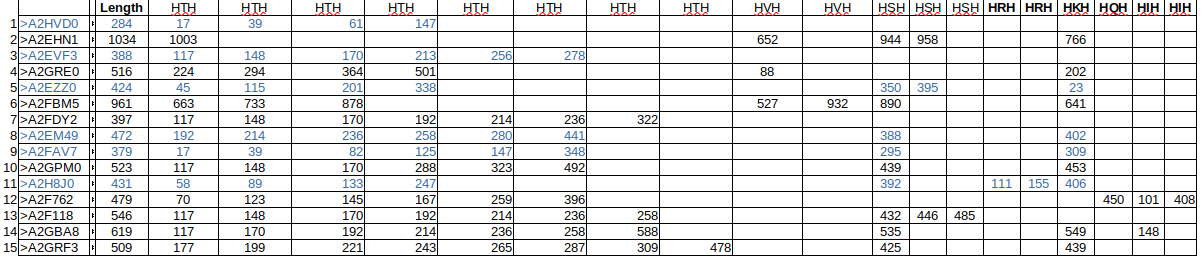 Length HTH HTH HTH HTH HTH HTH HTH HTH HVH HVH HSH HSH HSH HRH HRH HKH HQH HIH HIH
1 >A2HVD0 284 17 39 61 147
2 >A2EHN1 1034 1003 652 944 958 766
3 >A2EVF3 388 117 148 170 213 256 278
4 >A2GRE0 516 224 294 364 501 88 202
5 >A2EZZ0 424 45 115 201 338 350 395 23
6 >A2FBM5 961 663 733 878 527 932 890 641
7 >A2FDY2 397 117 148 170 192 214 236 322
8 >A2EM49 472 192 214 236 258 280 441 388 402
9 >A2FAV7 379 17 39 82 125 147 348 295 309
10 >A2GPM0 523 117 148 170 288 323 492 439 453
11 >A2H8J0 431 58 89 133 247 392 111 155 406
12 >A2F762 479 70 123 145 167 259 396 450 101 408
13 >A2F118 546 117 148 170 192 214 236 258 432 446 485
14 >A2GBA8 619 117 170 192 214 236 258 588 535 549 148
15 >A2GRF3 509 177 199 221 243 265 287 309 478 425 439